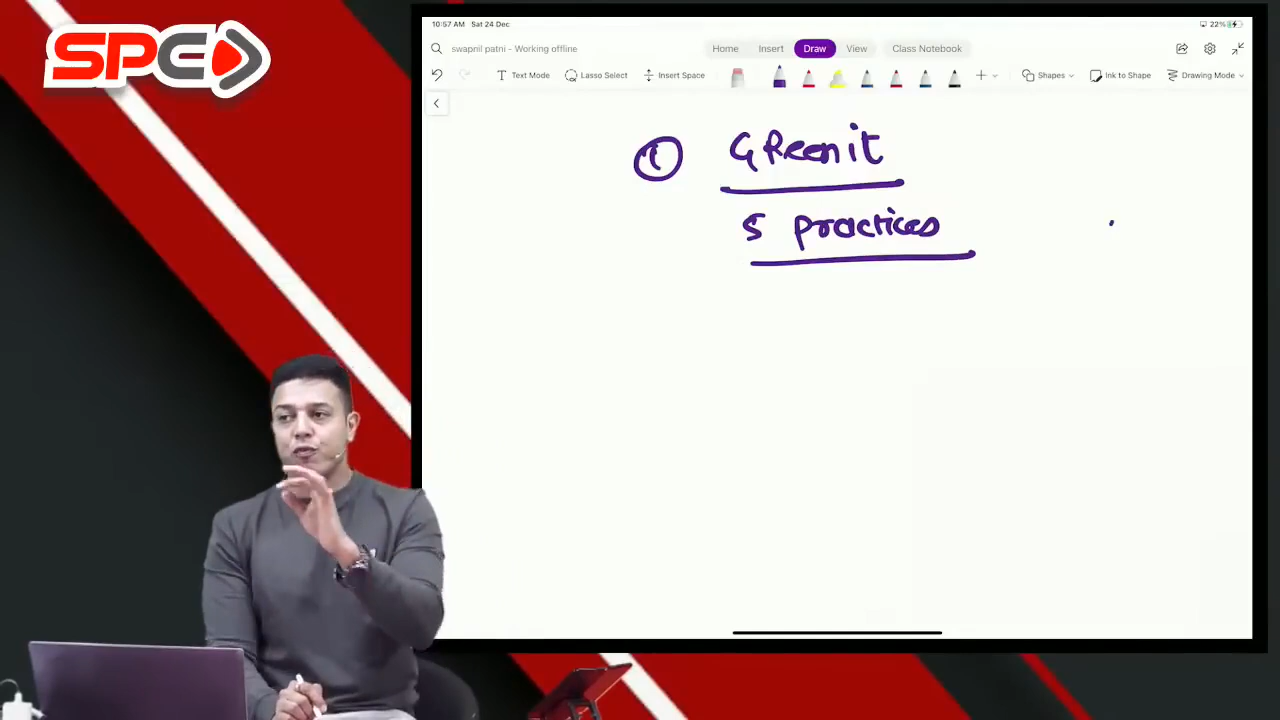 SPC
10:57 AM Sat 24 Dec
22%
swapnil patni - Working offline
Home Insert Draw View Class Notebook
Text Mode Lasso Select Insert Space Shapes Ink to Shape Drawing Mode
① GReenit
5 practices